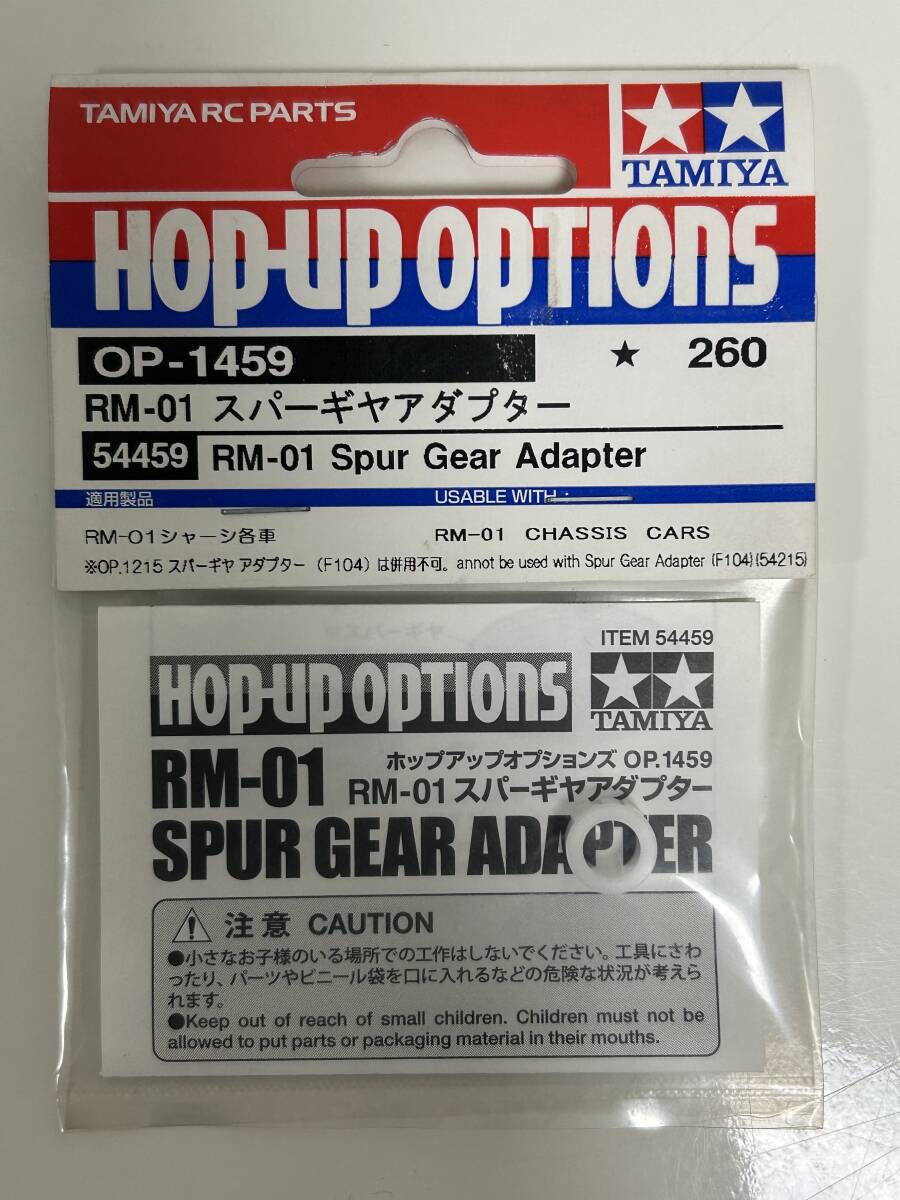 TAMIYA RC PARTS
TAMIYA
HOP-UP OPTIONS
OP-1459
★ 260
RM-01 スパーギヤアダプター
54459 RM-01 Spur Gear Adapter
適用製品 USABLE WITH :
RM-01シャーシ各車 RM-01 CHASSIS CARS
※OP.1215 スパーギヤ アダプター (F104) は併用不可。annot be used with Spur Gear Adapter (F104)(54215)
ITEM 54459
HOP-UP OPTIONS
TAMIYA
ホップアップオプションズ OP.1459
RM-01 RM-01スパーギヤアダプター
SPUR GEAR ADAPTER
注意 CAUTION
●小さなお子様のいる場所での工作はしないでください。工具にさわ
ったり、パーツやビニール袋を口に入れるなどの危険な状況が考えら
れます。
●Keep out of reach of small children. Children must not be
allowed to put parts or packaging material in their mouths.